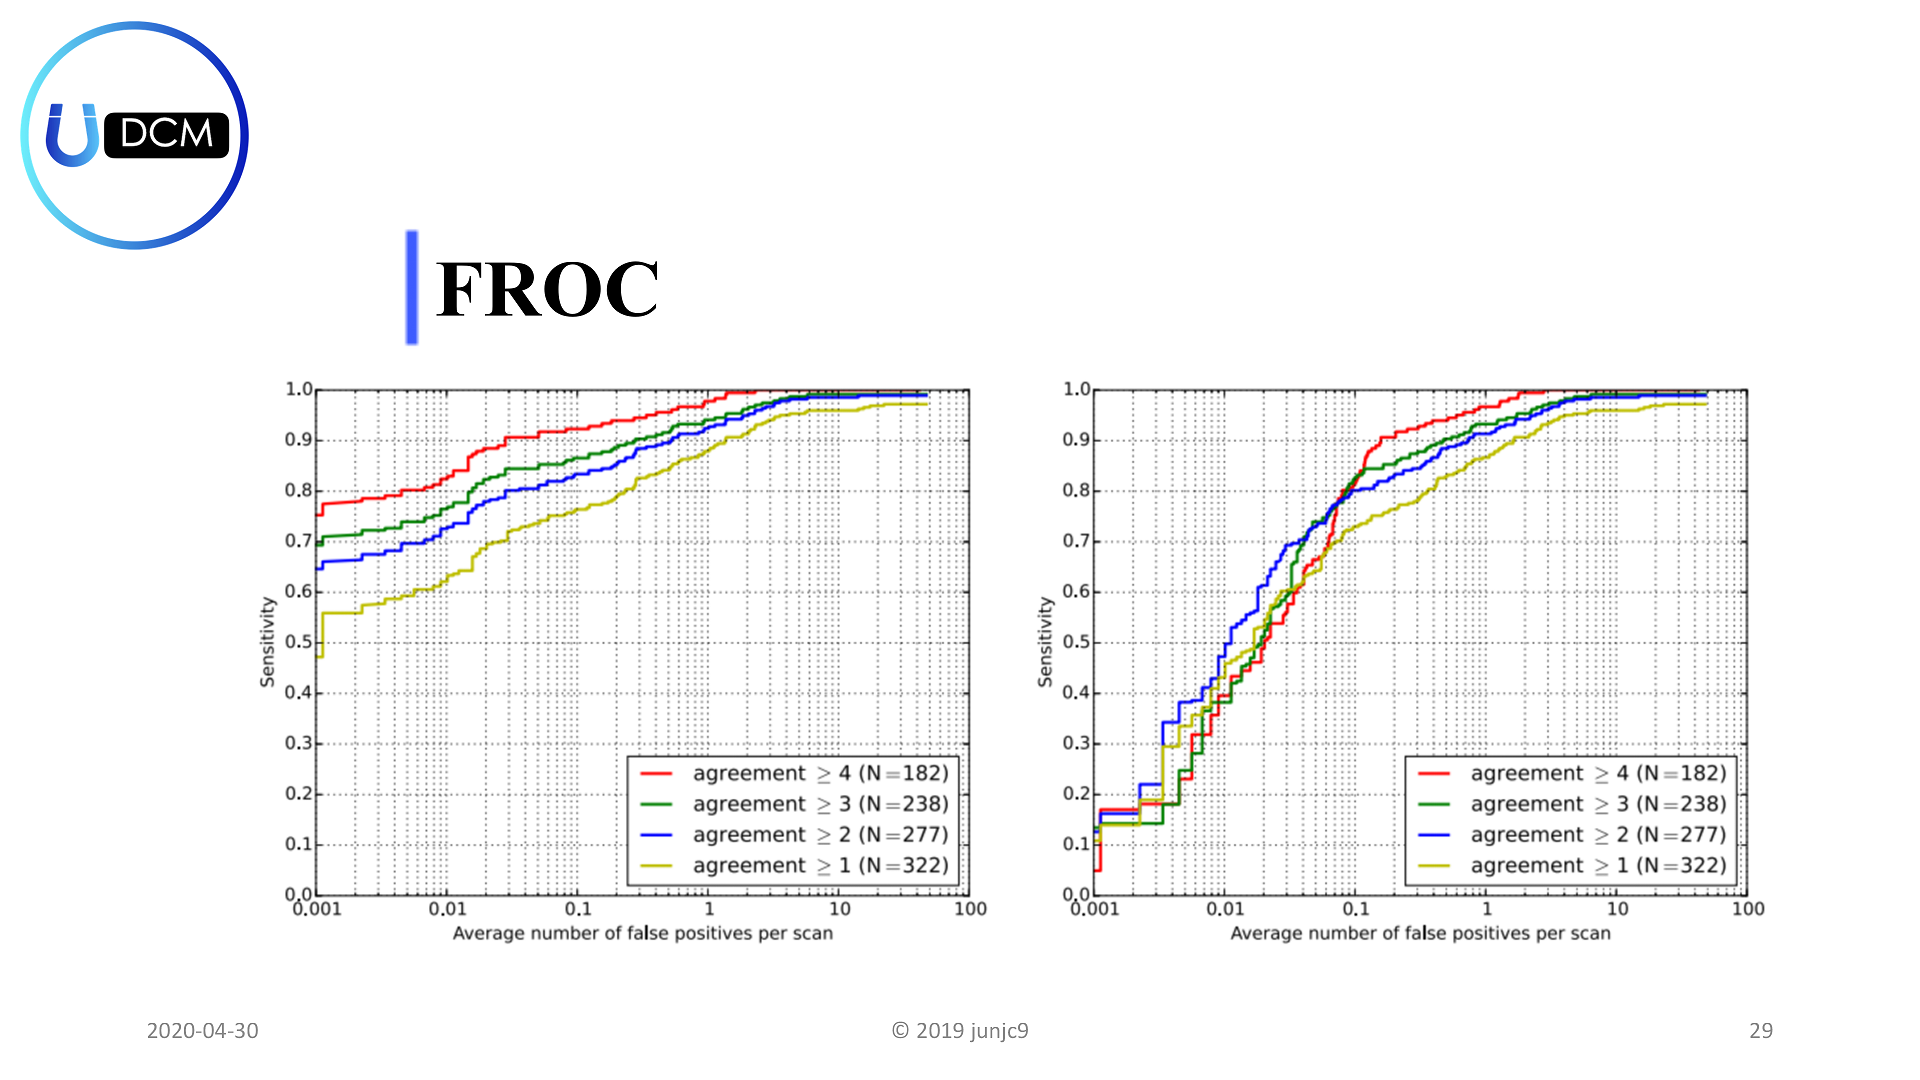 U DCM
FROC
1.0
0.9
0.8
0.7
0.6
0.5
0.4
0.3
0.2
0.1
0.0
Sensitivity
agreement ≥ 4 (N=182)
agreement ≥ 3 (N=238)
agreement ≥ 2 (N=277)
agreement ≥ 1 (N=322)
0.001 0.01 0.1 1 10 100
Average number of false positives per scan
1.0
0.9
0.8
0.7
0.6
0.5
0.4
0.3
0.2
0.1
0.0
Sensitivity
agreement ≥ 4 (N=182)
agreement ≥ 3 (N=238)
agreement ≥ 2 (N=277)
agreement ≥ 1 (N=322)
0.001 0.01 0.1 1 10 100
Average number of false positives per scan
2020-04-30
© 2019 junjc9
29